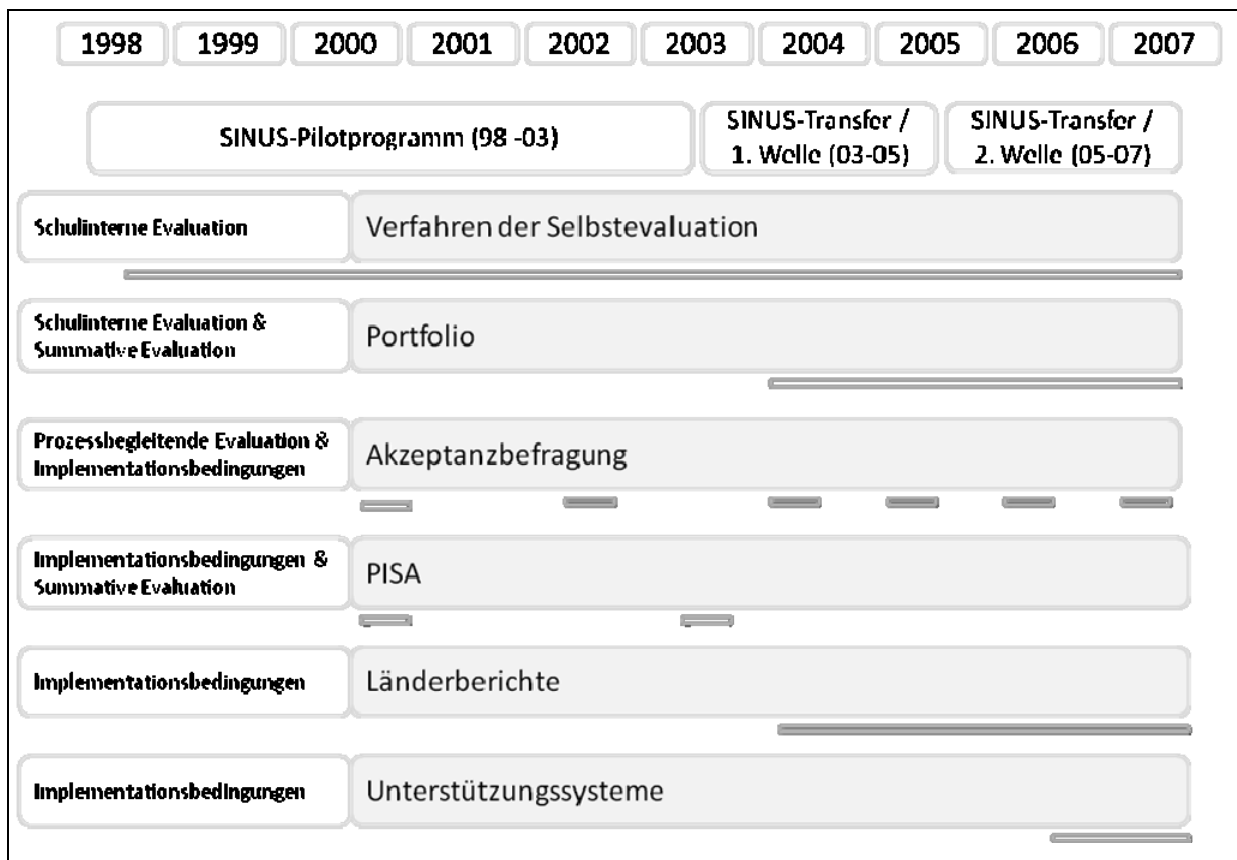 1998 1999 2000 2001 2002 2003 2004 2005 2006 2007
SINUS-Pilotprogramm (98 -03)
SINUS-Transfer /
1. Welle (03-05)
SINUS-Transfer /
2. Welle (05-07)
Schulinterne Evaluation
Verfahren der Selbstevaluation
Schulinterne Evaluation &
Summative Evaluation
Portfolio
Prozessbegleitende Evaluation &
Implementationsbedingungen
Akzeptanzbefragung
Implementationsbedingungen &
Summative Evaluation
PISA
Implementationsbedingungen
Länderberichte
Implementationsbedingungen
Unterstützungssysteme